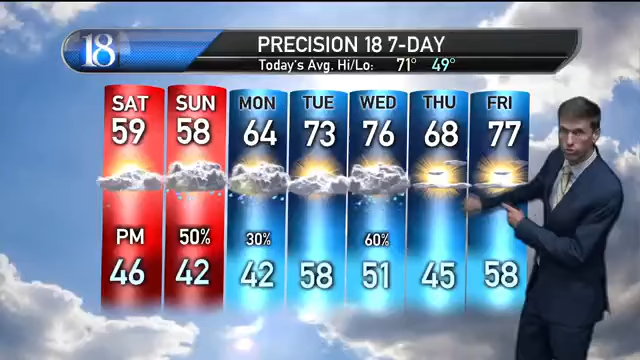 18
PRECISION 18 7-DAY
Today's Avg. Hi/Lo: 71° 49°
SAT SUN MON TUE WED THU FRI
59 58 64 73 76 68 77
PM 50% 30% 60%
46 42 42 58 51 45 58